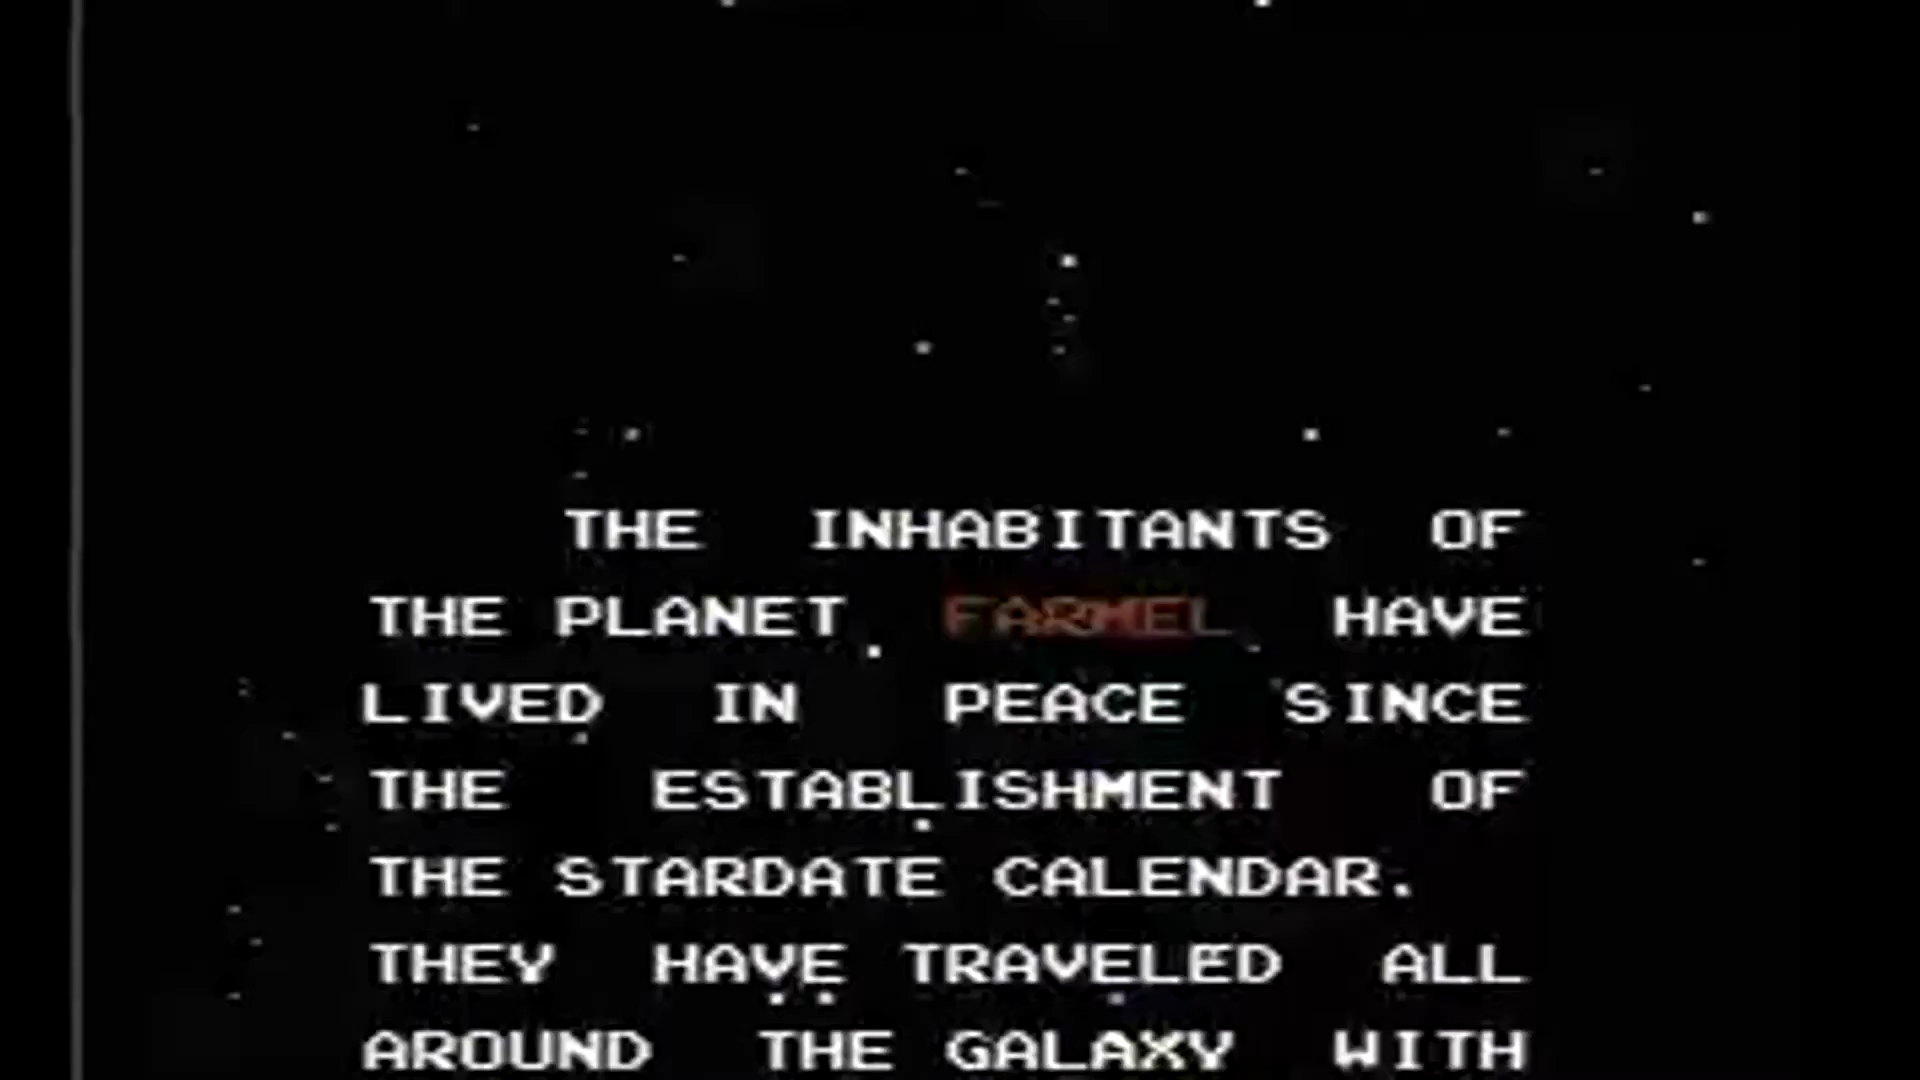 THE INHABITANTS OF
THE PLANET FARMEL HAVE
LIVED IN PEACE SINCE
THE ESTABLISHMENT OF
THE STARDATE CALENDAR.
THEY HAVE TRAVELED ALL
AROUND THE GALAXY WITH